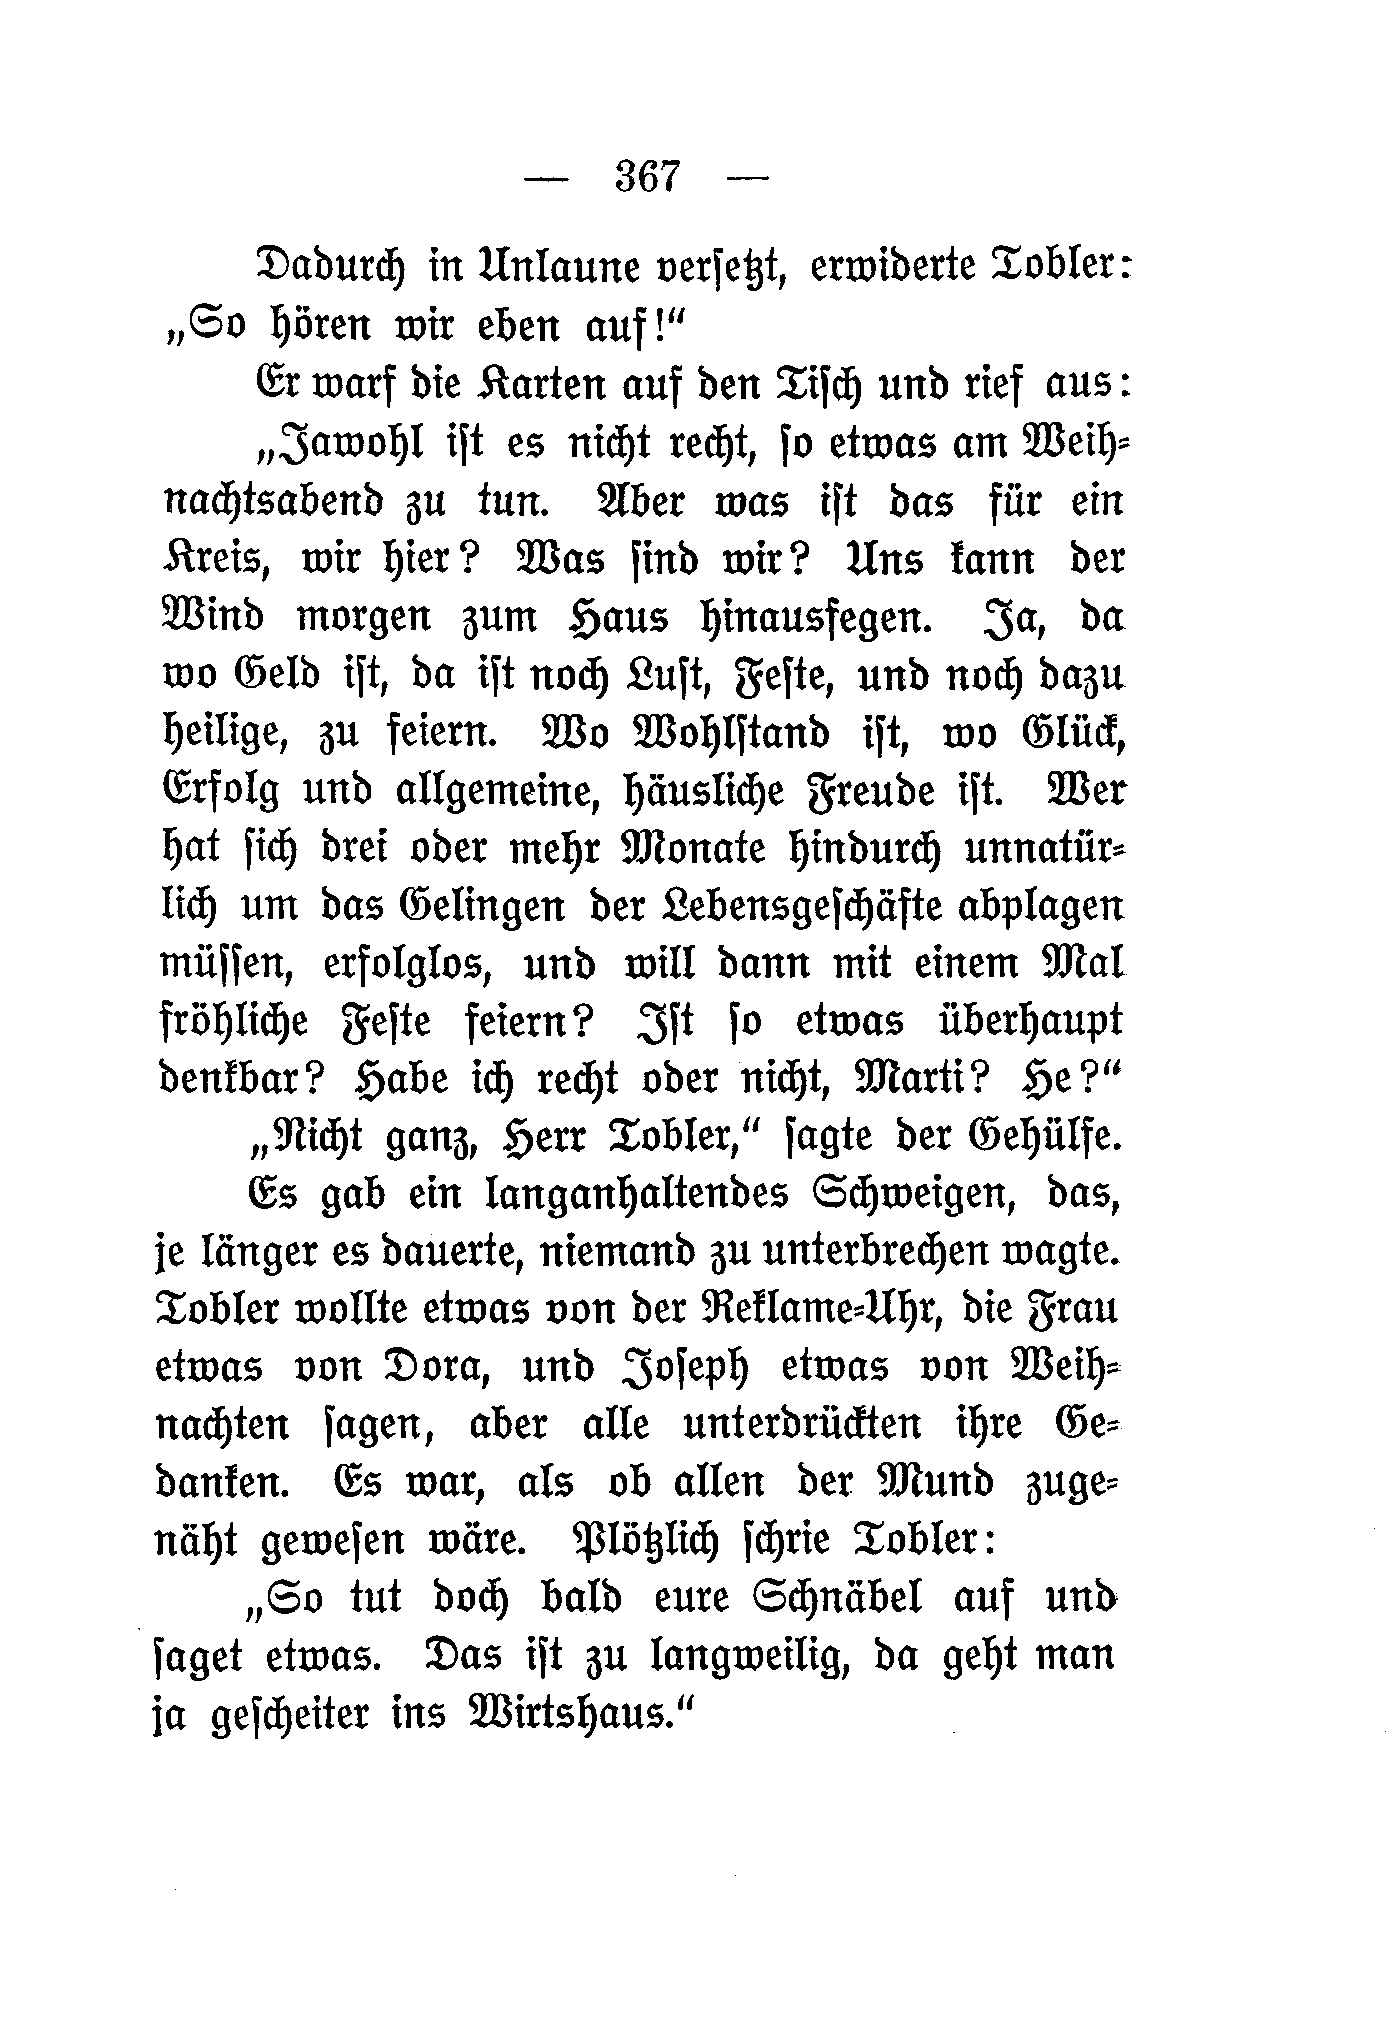 — 367 —
Dadurch in Unlaune versetzt, erwiderte Tobler:
„So hören wir eben auf!“
Er warf die Karten auf den Tisch und rief aus:
„Jawohl ist es nicht recht, so etwas am Weih-
nachtsabend zu tun. Aber was ist das für ein
Kreis, wir hier? Was sind wir? Uns kann der
Wind morgen zum Haus hinausfegen. Ja, da
wo Geld ist, da ist noch Lust, Feste, und noch dazu
heilige, zu feiern. Wo Wohlstand ist, wo Glück,
Erfolg und allgemeine, häusliche Freude ist. Wer
hat sich drei oder mehr Monate hindurch unnatür-
lich um das Gelingen der Lebensgeschäfte abplagen
müssen, erfolglos, und will dann mit einem Mal
fröhliche Feste feiern? Ist so etwas überhaupt
denkbar? Habe ich recht oder nicht, Marti? He?“
„Nicht ganz, Herr Tobler,“ sagte der Gehülfe.
Es gab ein langanhaltendes Schweigen, das,
je länger es dauerte, niemand zu unterbrechen wagte.
Tobler wollte etwas von der Reklame-Uhr, die Frau
etwas von Dora, und Joseph etwas von Weih-
nachten sagen, aber alle unterdrückten ihre Ge-
danken. Es war, als ob allen der Mund zuge-
näht gewesen wäre. Plötzlich schrie Tobler:
„So tut doch bald eure Schnäbel auf und
saget etwas. Das ist zu langweilig, da geht man
ja gescheiter ins Wirtshaus.“